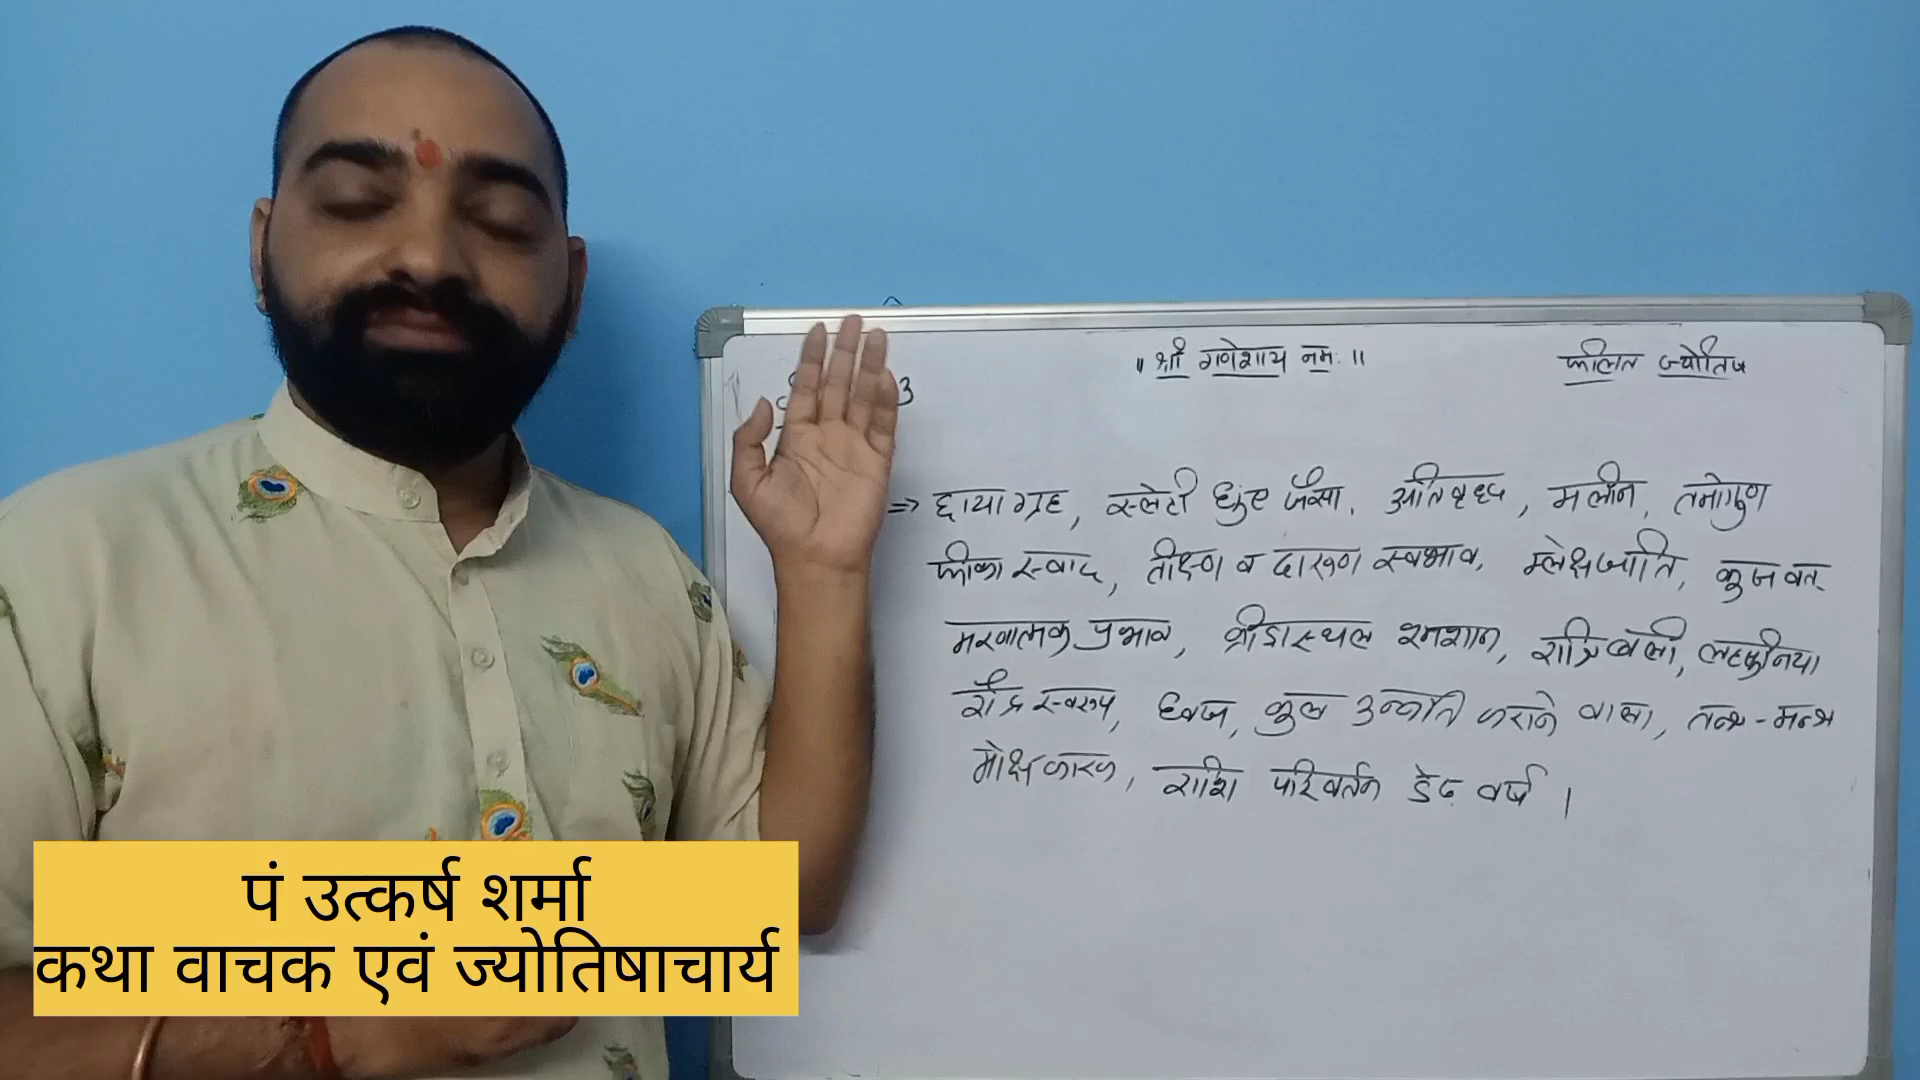 ॥ श्री गणेशाय नमः ॥
फलित ज्योतिष
3
⇒ छाया ग्रह, स्लेटी धुंए जैसा, अतिवृद्ध, मलीन, तमोगुण
फीका स्वाद, तीक्ष्ण व दारुण स्वभाव, म्लेक्षजाति, कुजवत्
मरणात्मक प्रभाव, क्रीडास्थल श्मशान, रात्रि बली,
रौद्र स्वरूप, ध्वज, कुल उन्नति कराने वाला, तन्त्र-मन्त्र
मोक्षकारक, राशि परिवर्तन डेढ़ वर्ष ।
पं उत्कर्ष शर्मा
कथा वाचक एवं ज्योतिषाचार्य